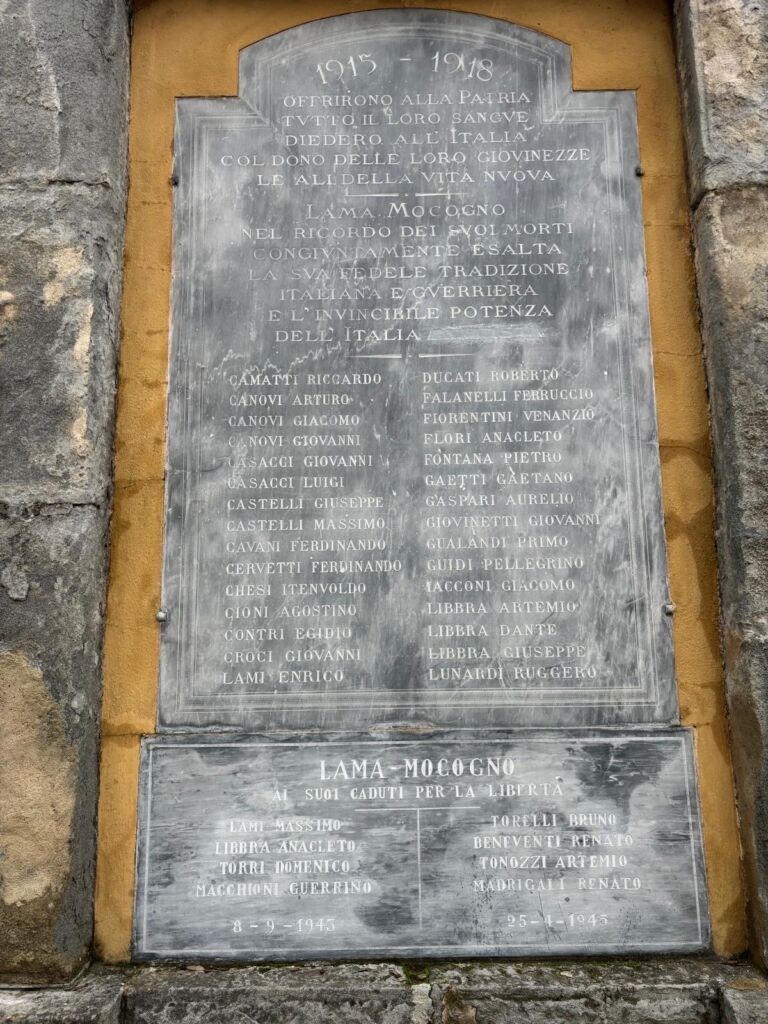 1915 - 1918
OFFRIRONO ALLA PATRIA
TVTTO IL LORO SANGVE
DIEDERO ALL'ITALIA
COL DONO DELLE LORO GIOVINEZZE
LE ALI DELLA VITA NVOVA
LAMA MOCOGNO
NEL RICORDO DEI SVOI MORTI
CONGIVNTAMENTE ESALTA
LA SVA FEDELE TRADIZIONE
ITALIANA E GVERRIERA
E L'INVINCIBILE POTENZA
DELL'ITALIA
CAMATTI RICCARDO
CANOVI ARTURO
CANOVI GIACOMO
CANOVI GIOVANNI
CASACCI GIOVANNI
CASACCI LUIGI
CASTELLI GIUSEPPE
CASTELLI MASSIMO
CAVANI FERDINANDO
CERVETTI FERDINANDO
CHESI ITENVOLDO
CIONI AGOSTINO
CONTRI EGIDIO
CROCI GIOVANNI
LAMI ENRICO
DUCATI ROBERTO
FALANELLI FERRUCCIO
FIORENTINI VENANZIO
FLORI ANACLETO
FONTANA PIETRO
GAETTI GAETANO
GASPARI AURELIO
GIOVINETTI GIOVANNI
GUALANDI PRIMO
GUIDI PELLEGRINO
IACCONI GIACOMO
LIBBRA ARTEMIO
LIBBRA DANTE
LIBBRA GIUSEPPE
LUNARDI RUGGERO
LAMA-MOCOGNO
AI SUOI CADUTI PER LA LIBERTÀ
LAMI MASSIMO
LIBBRA ANACLETO
TORRI DOMENICO
MACCHIONI GUERRINO
8-9-1943
TORELLI BRUNO
BENEVENTI RENATO
TONOZZI ARTEMIO
MADRIGALI RENATO
25-4-1945